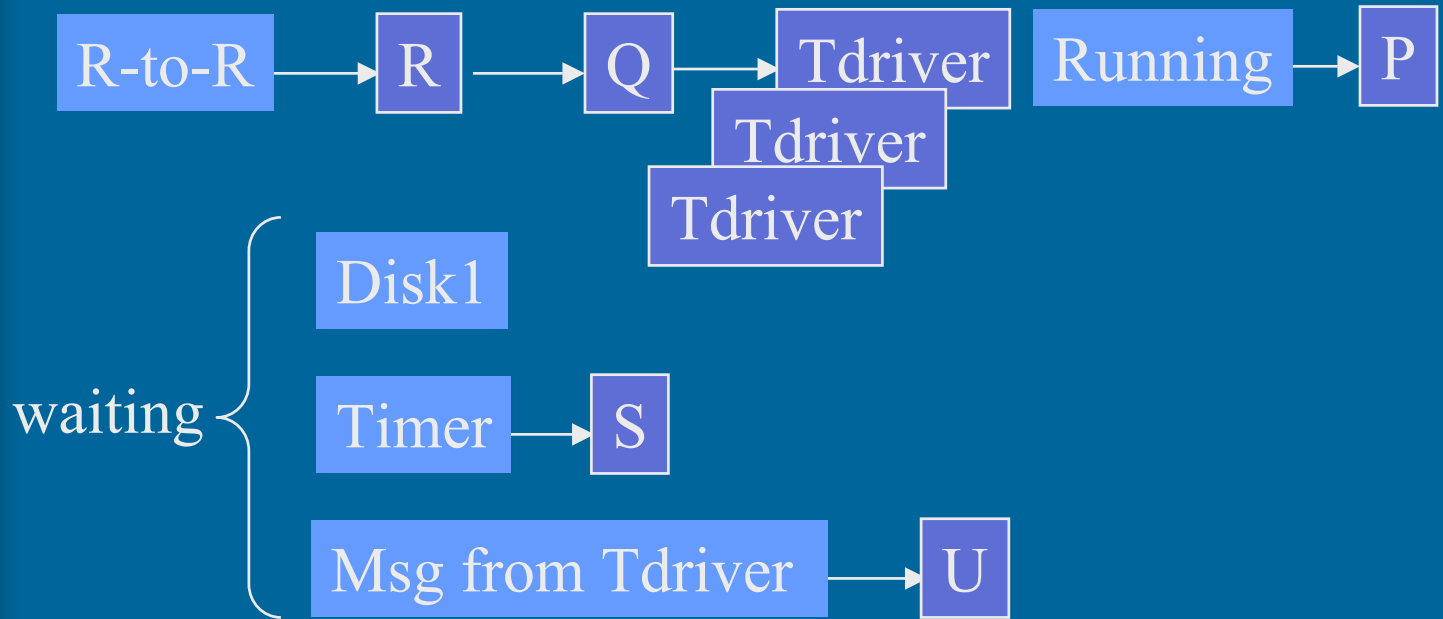 R-to-R R Q Tdriver Running P
Tdriver
Tdriver
Disk1
waiting Timer S
Msg from Tdriver U